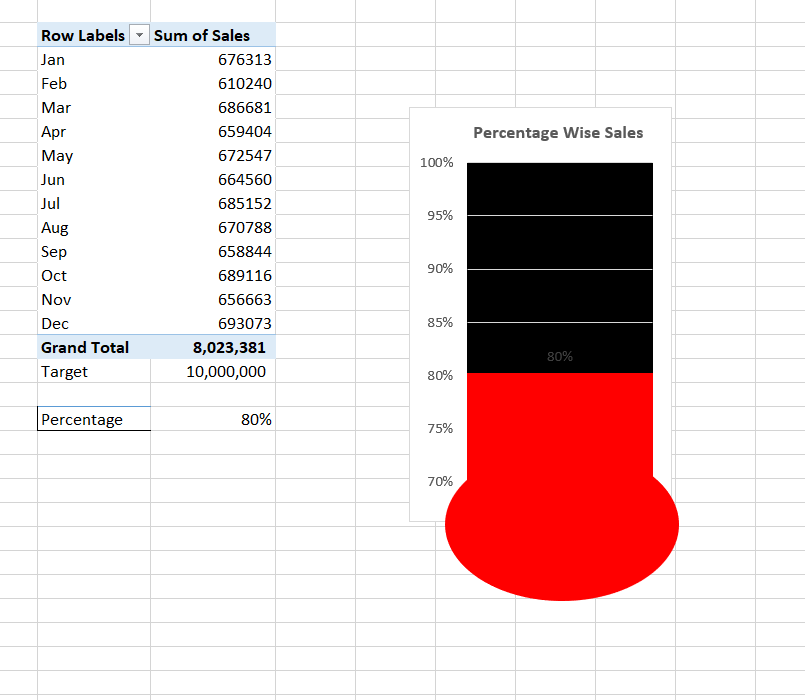 Row Labels Sum of Sales
Jan 676313
Feb 610240
Mar 686681
Apr 659404
May 672547
Jun 664560
Jul 685152
Aug 670788
Sep 658844
Oct 689116
Nov 656663
Dec 693073
Grand Total 8,023,381
Target 10,000,000
Percentage 80%
Percentage Wise Sales
100%
95%
90%
85%
80%
80%
75%
70%